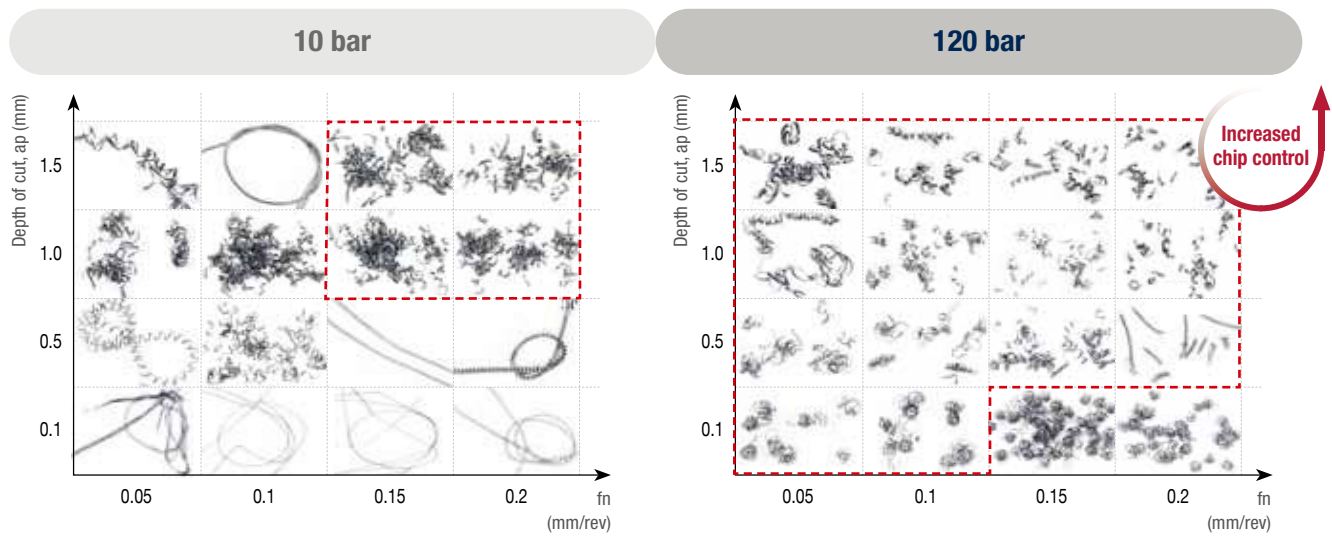 10 bar
120 bar
Depth of cut, ap (mm)
1.5
1.0
0.5
0.1
0.05
0.1
0.15
0.2
fn
(mm/rev)
Depth of cut, ap (mm)
1.5
1.0
0.5
0.1
0.05
0.1
0.15
0.2
fn
(mm/rev)
Increased
chip control